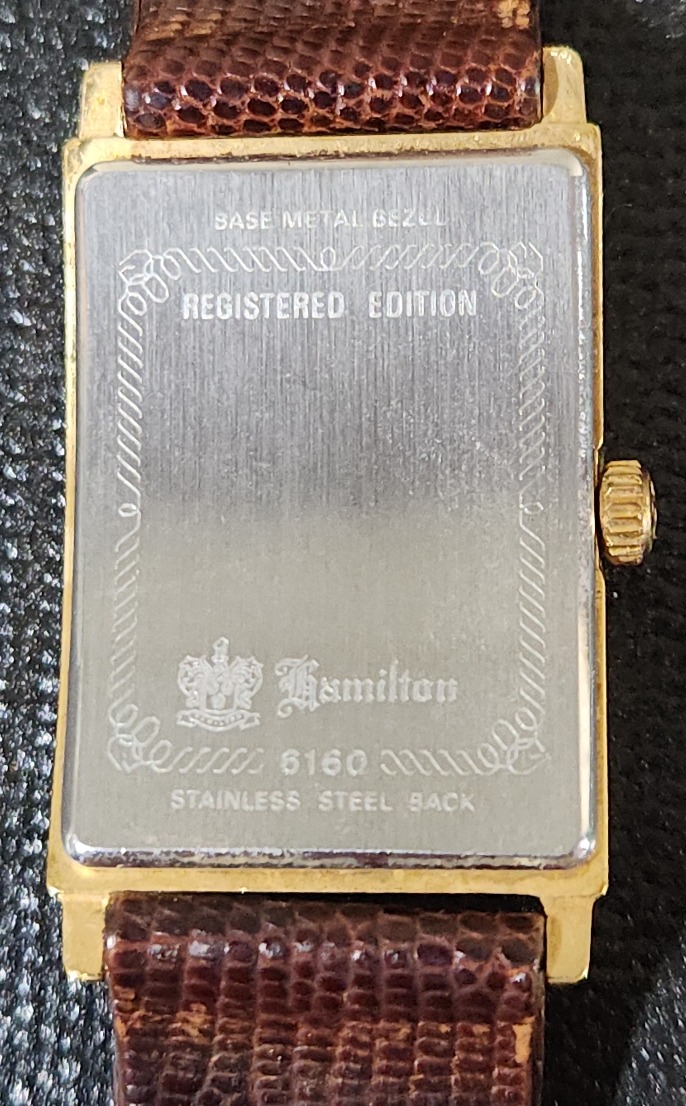 BASE METAL BEZEL
REGISTERED EDITION
Hamilton
6160
STAINLESS STEEL BACK